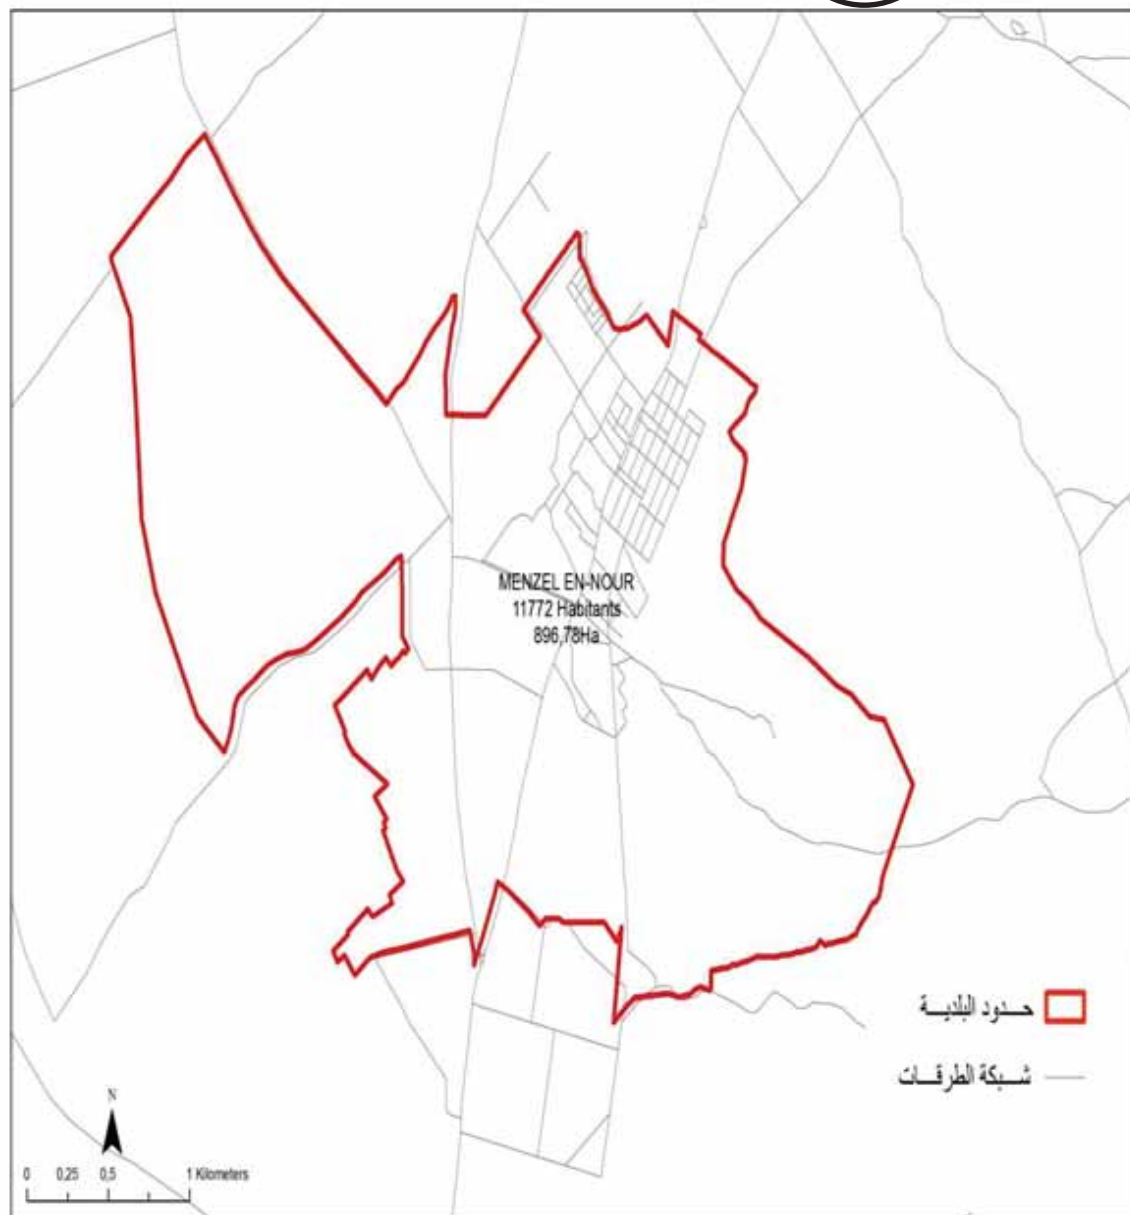 MENZEL EN-NOUR
11772 Habitants
896,78Ha
حـــدود البلديـــة
شـــبكة الطرقـــات
N
0 0,25 0,5 1 Kilometers